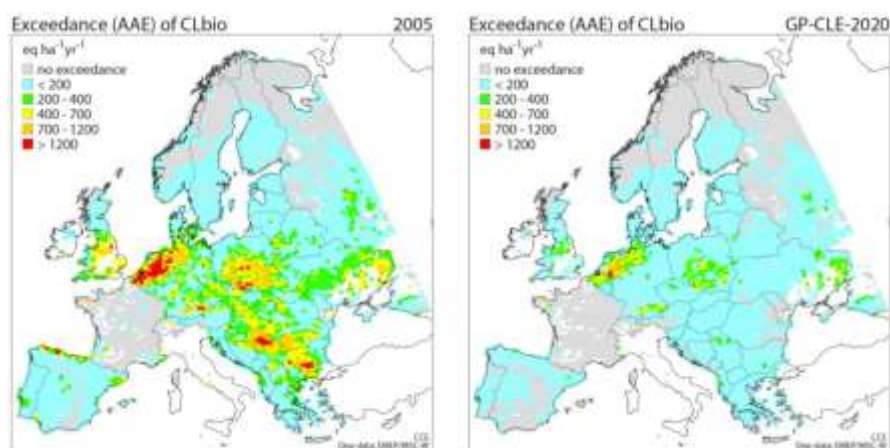 Exceedance (AAE) of CLbio 2005
eq ha⁻¹yr⁻¹
no exceedance
< 200
200 - 400
400 - 700
700 - 1200
> 1200
CCE
Exceedance (AAE) of CLbio GP-CLE-2020
eq ha⁻¹yr⁻¹
no exceedance
< 200
200 - 400
400 - 700
700 - 1200
> 1200
CCE